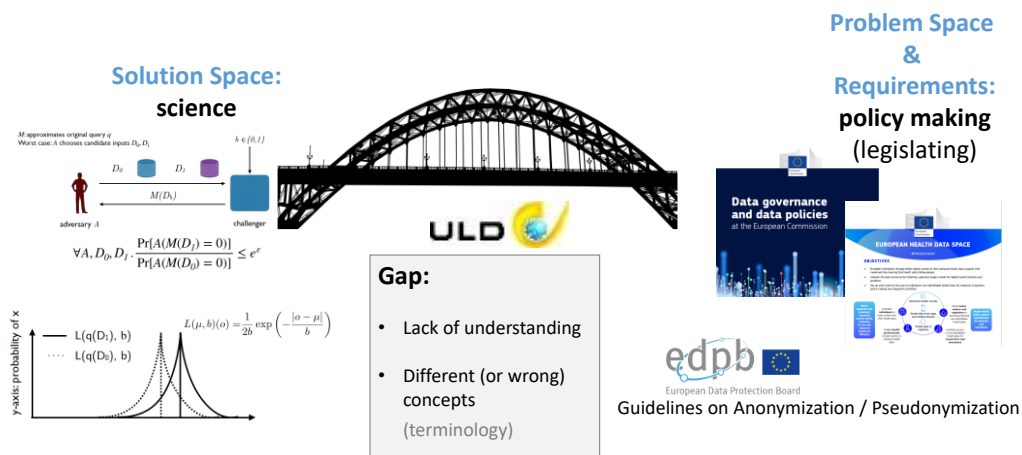 Solution Space:
science
M: approximates original query q
Worst case: A chooses candidate inputs D₀, D₁
b ∈ {0,1}
D₀
D₁
M(D_b)
adversary A
challenger
∀A, D₀, D₁ . Pr[A(M(D₁) = 0)] / Pr[A(M(D₀) = 0)] ≤ e^ε
L(μ, b)(o) = 1/2b exp(−|o − μ|/b)
L(q(D₁), b)
L(q(D₀), b)
y-axis: probability of x
ULD
Gap:
• Lack of understanding
• Different (or wrong)
concepts
(terminology)
Problem Space
&
Requirements:
policy making
(legislating)
Data governance
and data policies
at the European Commission
EUROPEAN HEALTH DATA SPACE
OBJECTIVES
edpb
European Data Protection Board
Guidelines on Anonymization / Pseudonymization